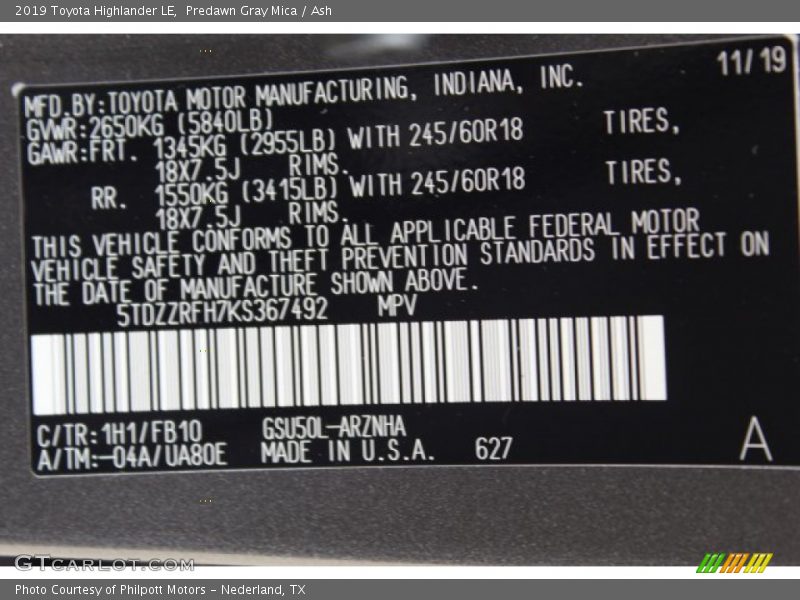 2019 Toyota Highlander LE, Predawn Gray Mica / Ash
11/19
MFD.BY:TOYOTA MOTOR MANUFACTURING, INDIANA, INC.
GVWR:2650KG (5840LB)
GAWR:FRT. 1345KG (2955LB) WITH 245/60R18 TIRES,
18X7.5J RIMS.
RR. 1550KG (3415LB) WITH 245/60R18 TIRES,
18X7.5J RIMS.
THIS VEHICLE CONFORMS TO ALL APPLICABLE FEDERAL MOTOR
VEHICLE SAFETY AND THEFT PREVENTION STANDARDS IN EFFECT ON
THE DATE OF MANUFACTURE SHOWN ABOVE.
5TDZZRFH7KS367492 MPV
C/TR:1H1/FB10 GSU50L-ARZNHA
A/TM:-04A/UA80E MADE IN U.S.A. 627
A
GTCARLOT.COM
Photo Courtesy of Philpott Motors - Nederland, TX